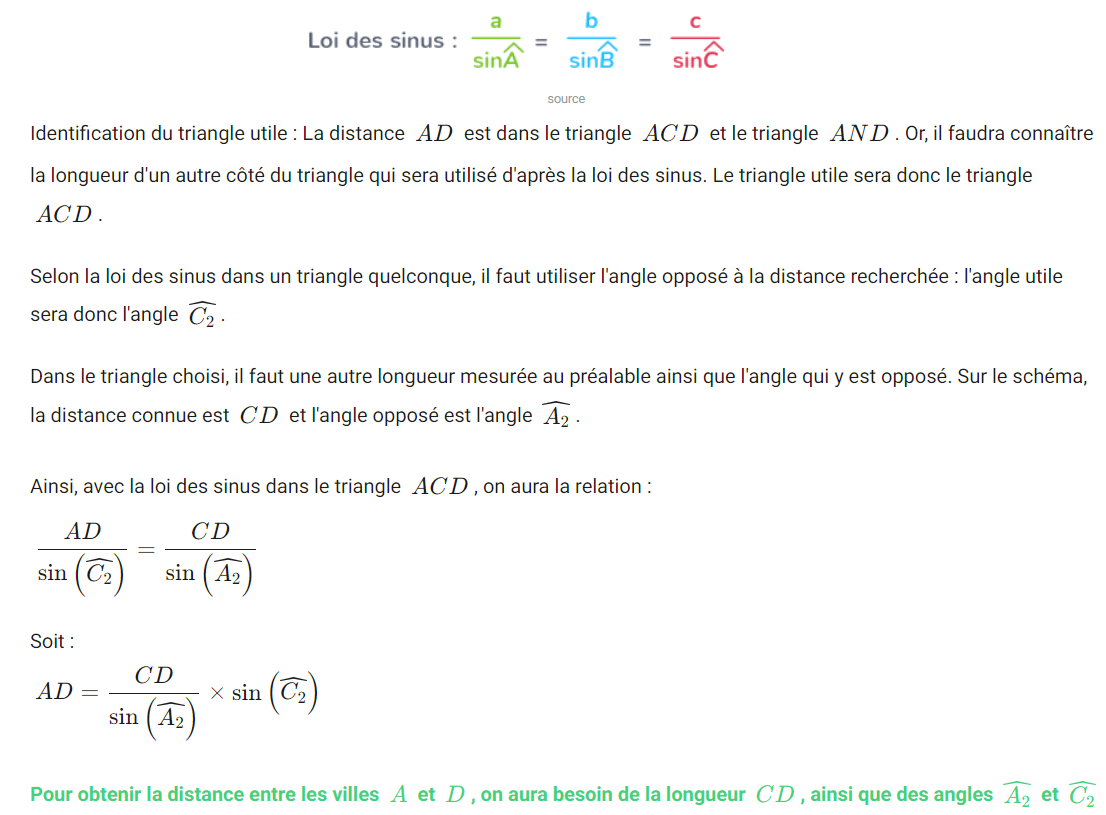 Loi des sinus : a/sinÂ = b/sinB̂ = c/sinĈ
source
Identification du triangle utile : La distance AD est dans le triangle ACD et le triangle AND . Or, il faudra connaître
la longueur d'un autre côté du triangle qui sera utilisé d'après la loi des sinus. Le triangle utile sera donc le triangle
ACD .
Selon la loi des sinus dans un triangle quelconque, il faut utiliser l'angle opposé à la distance recherchée : l'angle utile
sera donc l'angle Ĉ₂ .
Dans le triangle choisi, il faut une autre longueur mesurée au préalable ainsi que l'angle qui y est opposé. Sur le schéma,
la distance connue est CD et l'angle opposé est l'angle Â₂ .
Ainsi, avec la loi des sinus dans le triangle ACD , on aura la relation :
AD/sin(Ĉ₂) = CD/sin(Â₂)
Soit :
AD = CD/sin(Â₂) × sin(Ĉ₂)
Pour obtenir la distance entre les villes A et D , on aura besoin de la longueur CD , ainsi que des angles Â₂ et Ĉ₂